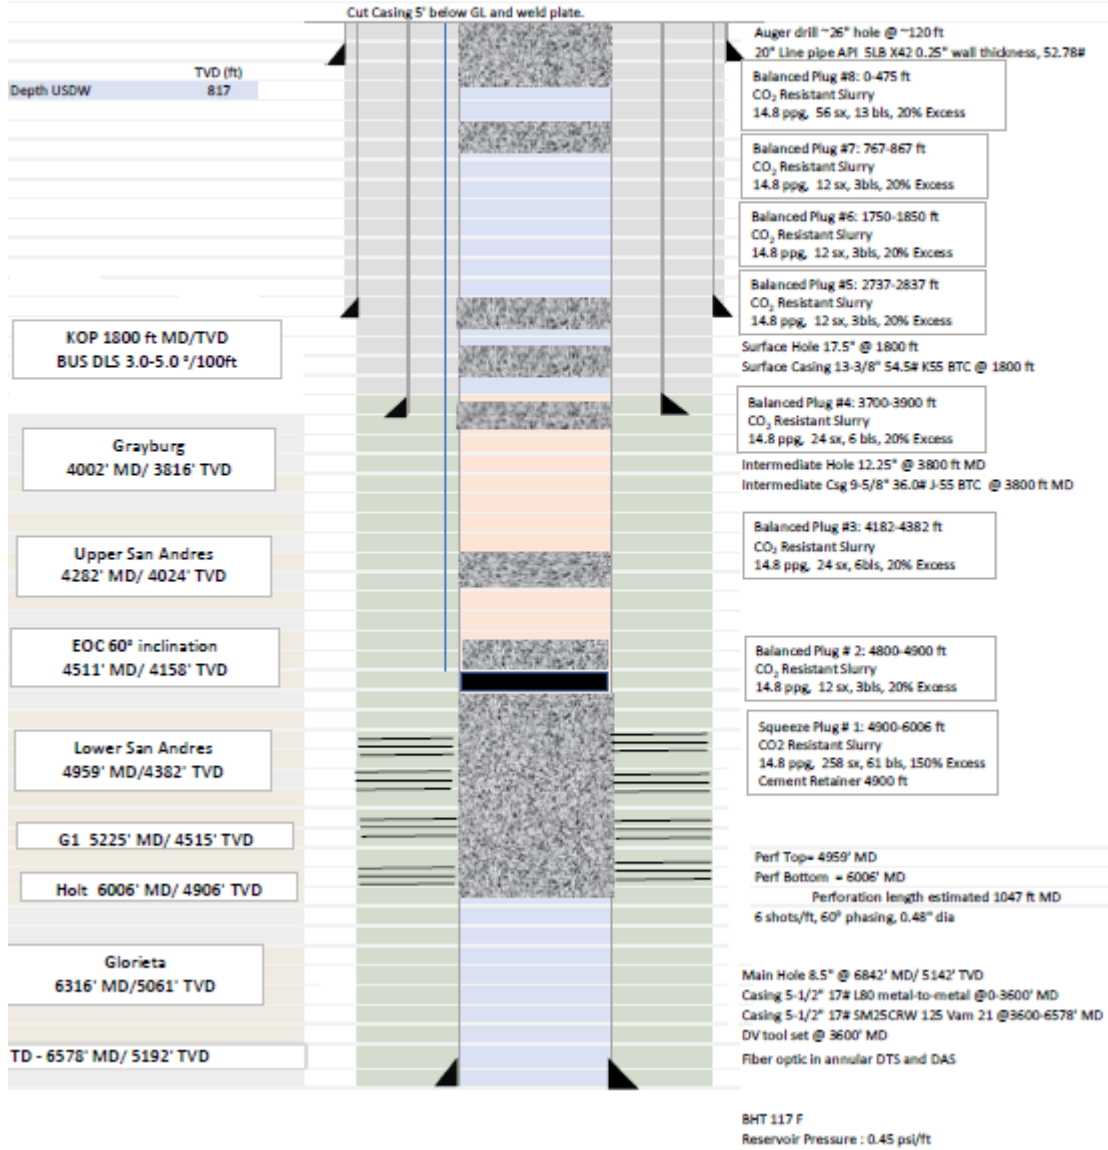 Cut Casing 5' below GL and weld plate.
TVD (ft)
Depth USDW 817
KOP 1800 ft MD/TVD
BUS DLS 3.0-5.0 °/100ft
Grayburg
4002' MD/ 3816' TVD
Upper San Andres
4282' MD/ 4024' TVD
EOC 60° inclination
4511' MD/ 4158' TVD
Lower San Andres
4959' MD/4382' TVD
G1 5225' MD/ 4515' TVD
Holt 6006' MD/ 4906' TVD
Glorieta
6316' MD/5061' TVD
TD - 6578' MD/ 5192' TVD
Auger drill ~26" hole @ ~120 ft
20" Line pipe API 5LB X42 0.25" wall thickness, 52.78#
Balanced Plug #8: 0-475 ft
CO₂ Resistant Slurry
14.8 ppg, 56 sx, 13 bls, 20% Excess
Balanced Plug #7: 767-867 ft
CO₂ Resistant Slurry
14.8 ppg, 12 sx, 3bls, 20% Excess
Balanced Plug #6: 1750-1850 ft
CO₂ Resistant Slurry
14.8 ppg, 12 sx, 3bls, 20% Excess
Balanced Plug #5: 2737-2837 ft
CO₂ Resistant Slurry
14.8 ppg, 12 sx, 3bls, 20% Excess
Surface Hole 17.5" @ 1800 ft
Surface Casing 13-3/8" 54.5# K55 BTC @ 1800 ft
Balanced Plug #4: 3700-3900 ft
CO₂ Resistant Slurry
14.8 ppg, 24 sx, 6 bls, 20% Excess
Intermediate Hole 12.25" @ 3800 ft MD
Intermediate Csg 9-5/8" 36.0# J-55 BTC @ 3800 ft MD
Balanced Plug #3: 4182-4382 ft
CO₂ Resistant Slurry
14.8 ppg, 24 sx, 6bls, 20% Excess
Balanced Plug # 2: 4800-4900 ft
CO₂ Resistant Slurry
14.8 ppg, 12 sx, 3bls, 20% Excess
Squeeze Plug # 1: 4900-6006 ft
CO2 Resistant Slurry
14.8 ppg, 258 sx, 61 bls, 150% Excess
Cement Retainer 4900 ft
Perf Top= 4959' MD
Perf Bottom = 6006' MD
Perforation length estimated 1047 ft MD
6 shots/ft, 60° phasing, 0.48" dia
Main Hole 8.5" @ 6842' MD/ 5142' TVD
Casing 5-1/2" 17# L80 metal-to-metal @0-3600' MD
Casing 5-1/2" 17# SM25CRW 125 Vam 21 @3600-6578' MD
DV tool set @ 3600' MD
Fiber optic in annular DTS and DAS
BHT 117 F
Reservoir Pressure : 0.45 psi/ft